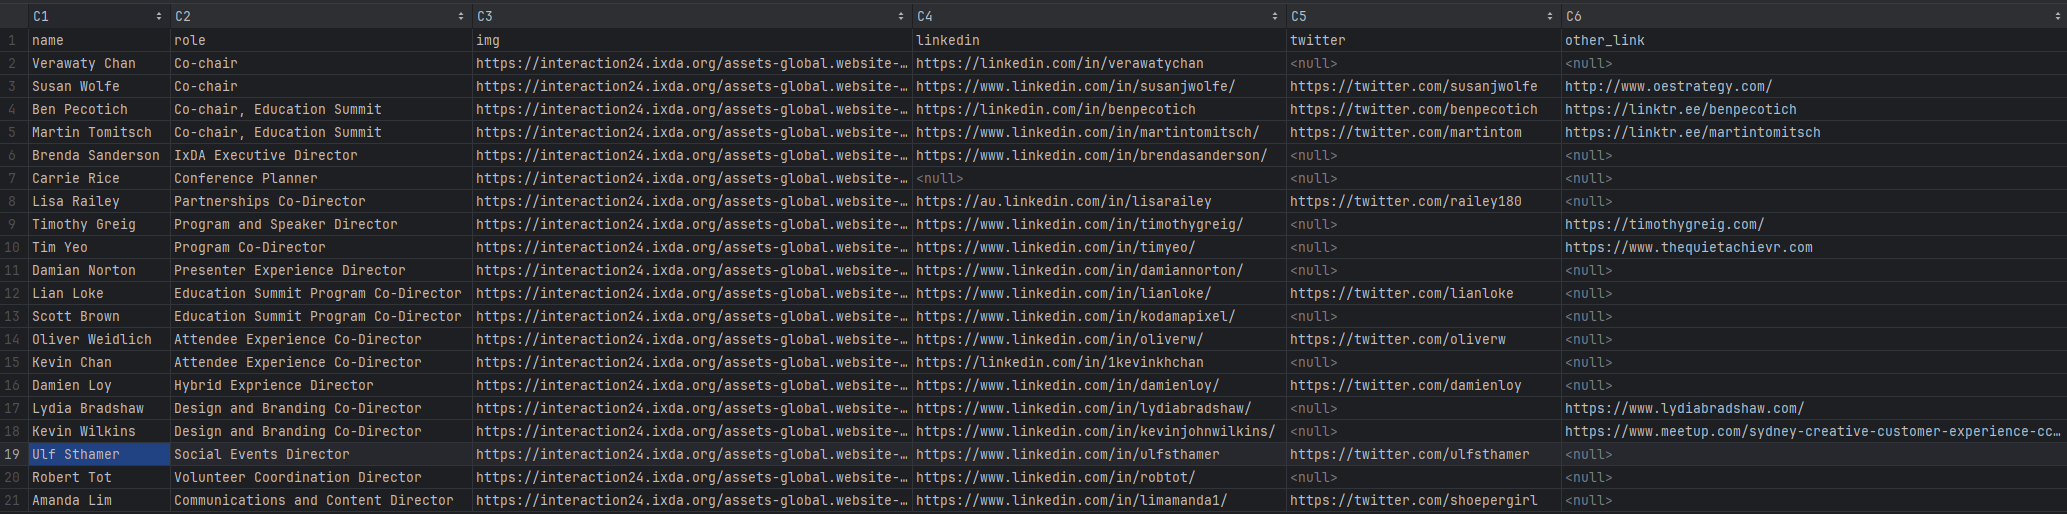 C1 C2 C3 C4 C5 C6
1 name role img linkedin twitter other_link
2 Verawaty Chan Co-chair https://interaction24.ixda.org/assets-global.website-… https://linkedin.com/in/verawatychan <null> <null>
3 Susan Wolfe Co-chair https://interaction24.ixda.org/assets-global.website-… https://www.linkedin.com/in/susanjwolfe/ https://twitter.com/susanjwolfe http://www.oestrategy.com/
4 Ben Pecotich Co-chair, Education Summit https://interaction24.ixda.org/assets-global.website-… https://linkedin.com/in/benpecotich https://twitter.com/benpecotich https://linktr.ee/benpecotich
5 Martin Tomitsch Co-chair, Education Summit https://interaction24.ixda.org/assets-global.website-… https://www.linkedin.com/in/martintomitsch/ https://twitter.com/martintom https://linktr.ee/martintomitsch
6 Brenda Sanderson IxDA Executive Director https://interaction24.ixda.org/assets-global.website-… https://www.linkedin.com/in/brendasanderson/ <null> <null>
7 Carrie Rice Conference Planner https://interaction24.ixda.org/assets-global.website-… <null> <null> <null>
8 Lisa Railey Partnerships Co-Director https://interaction24.ixda.org/assets-global.website-… https://au.linkedin.com/in/lisarailey https://twitter.com/railey180 <null>
9 Timothy Greig Program and Speaker Director https://interaction24.ixda.org/assets-global.website-… https://www.linkedin.com/in/timothygreig/ <null> https://timothygreig.com/
10 Tim Yeo Program Co-Director https://interaction24.ixda.org/assets-global.website-… https://www.linkedin.com/in/timyeo/ <null> https://www.thequietachievr.com
11 Damian Norton Presenter Experience Director https://interaction24.ixda.org/assets-global.website-… https://www.linkedin.com/in/damiannorton/ <null> <null>
12 Lian Loke Education Summit Program Co-Director https://interaction24.ixda.org/assets-global.website-… https://www.linkedin.com/in/lianloke/ https://twitter.com/lianloke <null>
13 Scott Brown Education Summit Program Co-Director https://interaction24.ixda.org/assets-global.website-… https://www.linkedin.com/in/kodamapixel/ <null> <null>
14 Oliver Weidlich Attendee Experience Co-Director https://interaction24.ixda.org/assets-global.website-… https://www.linkedin.com/in/oliverw/ https://twitter.com/oliverw <null>
15 Kevin Chan Attendee Experience Co-Director https://interaction24.ixda.org/assets-global.website-… https://linkedin.com/in/1kevinkhchan <null> <null>
16 Damien Loy Hybrid Exprience Director https://interaction24.ixda.org/assets-global.website-… https://www.linkedin.com/in/damienloy/ https://twitter.com/damienloy <null>
17 Lydia Bradshaw Design and Branding Co-Director https://interaction24.ixda.org/assets-global.website-… https://www.linkedin.com/in/lydiabradshaw/ <null> https://www.lydiabradshaw.com/
18 Kevin Wilkins Design and Branding Co-Director https://interaction24.ixda.org/assets-global.website-… https://www.linkedin.com/in/kevinjohnwilkins/ <null> https://www.meetup.com/sydney-creative-customer-experience-cc…
19 Ulf Sthamer Social Events Director https://interaction24.ixda.org/assets-global.website-… https://www.linkedin.com/in/ulfsthamer https://twitter.com/ulfsthamer <null>
20 Robert Tot Volunteer Coordination Director https://interaction24.ixda.org/assets-global.website-… https://www.linkedin.com/in/robtot/ <null> <null>
21 Amanda Lim Communications and Content Director https://interaction24.ixda.org/assets-global.website-… https://www.linkedin.com/in/limamanda1/ https://twitter.com/shoepergirl <null>